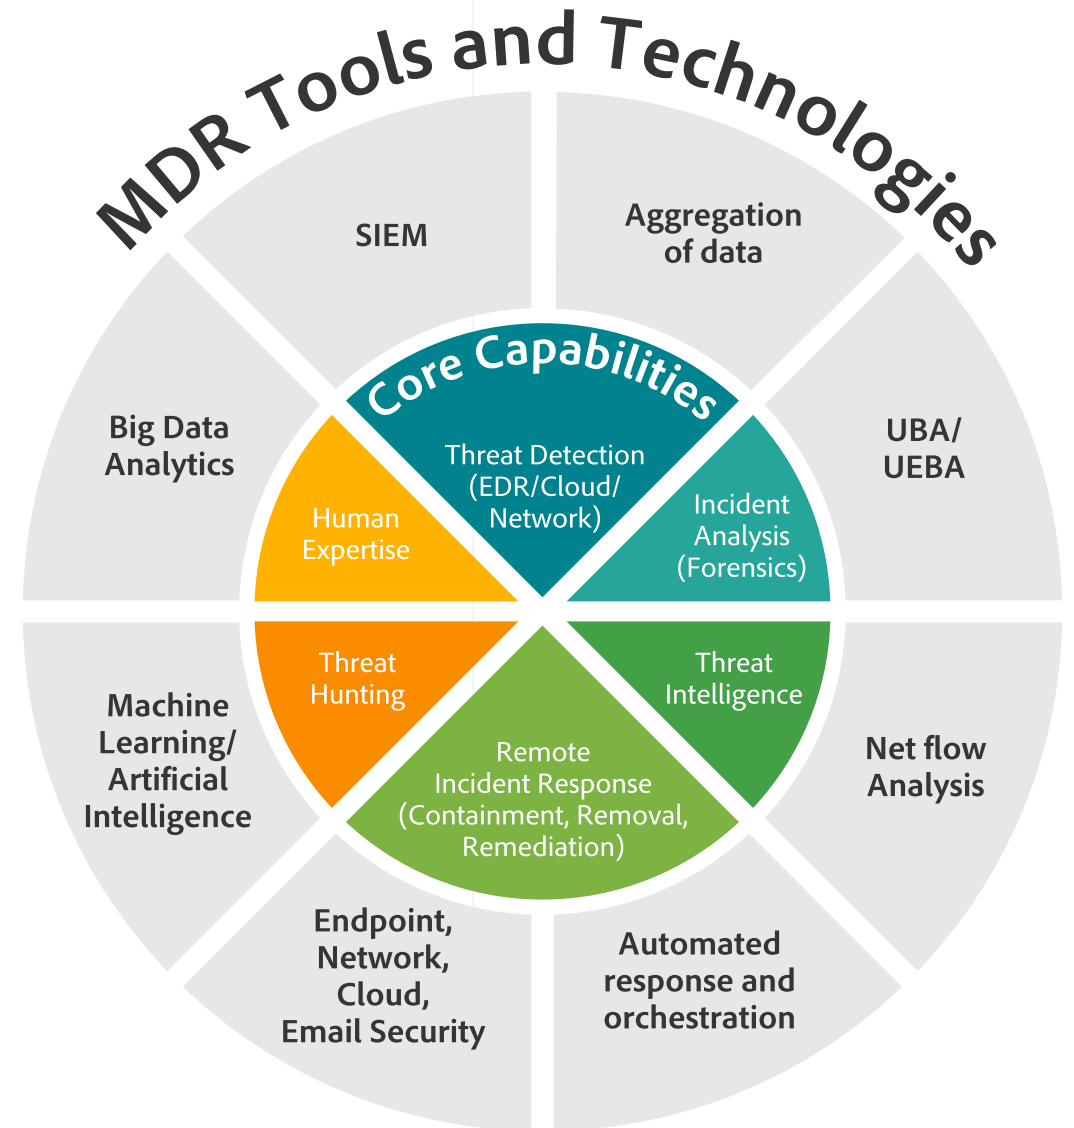 MDR Tools and Technologies
SIEM
Aggregation
of data
UBA/
UEBA
Net flow
Analysis
Automated
response and
orchestration
Endpoint,
Network,
Cloud,
Email Security
Machine
Learning/
Artificial
Intelligence
Big Data
Analytics
Core Capabilities
Threat Detection
(EDR/Cloud/
Network)
Incident
Analysis
(Forensics)
Threat
Intelligence
Remote
Incident Response
(Containment, Removal,
Remediation)
Threat
Hunting
Human
Expertise